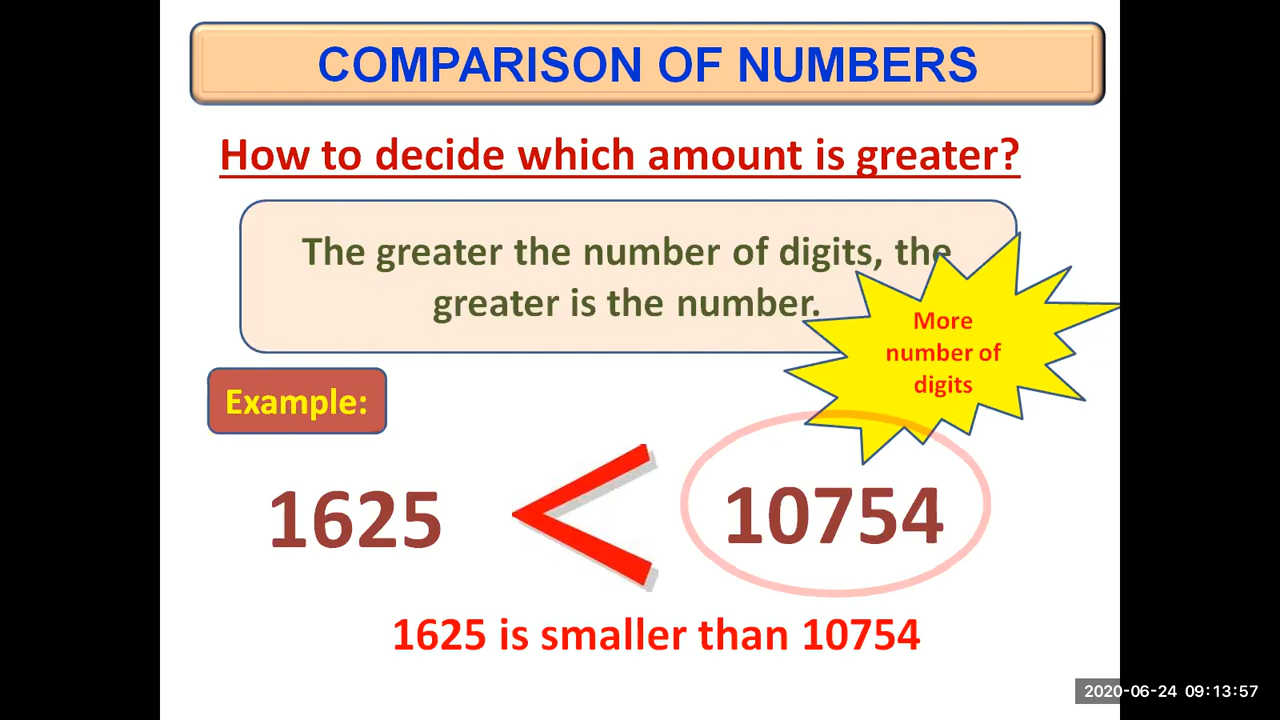 COMPARISON OF NUMBERS
How to decide which amount is greater?
The greater the number of digits, the
greater is the number.
More
number of
digits
Example:
1625 < 10754
1625 is smaller than 10754
2020-06-24 09:13:57